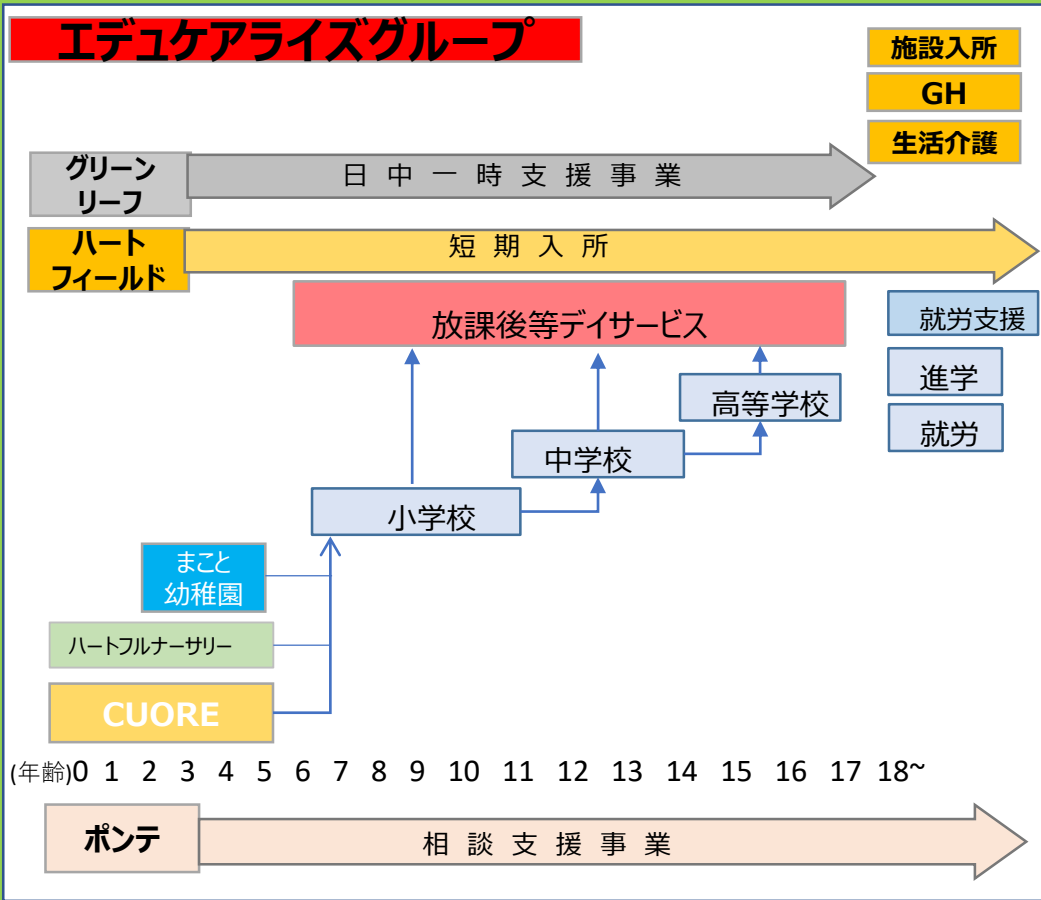 エデュケアライズグループ
施設入所
GH
生活介護
グリーン
リーフ
日中一時支援事業
ハート
フィールド
短期入所
放課後等デイサービス
就労支援
進学
就労
高等学校
中学校
小学校
まこと
幼稚園
ハートフルナーサリー
CUORE
(年齢)0 1 2 3 4 5 6 7 8 9 10 11 12 13 14 15 16 17 18~
ポンテ
相談支援事業